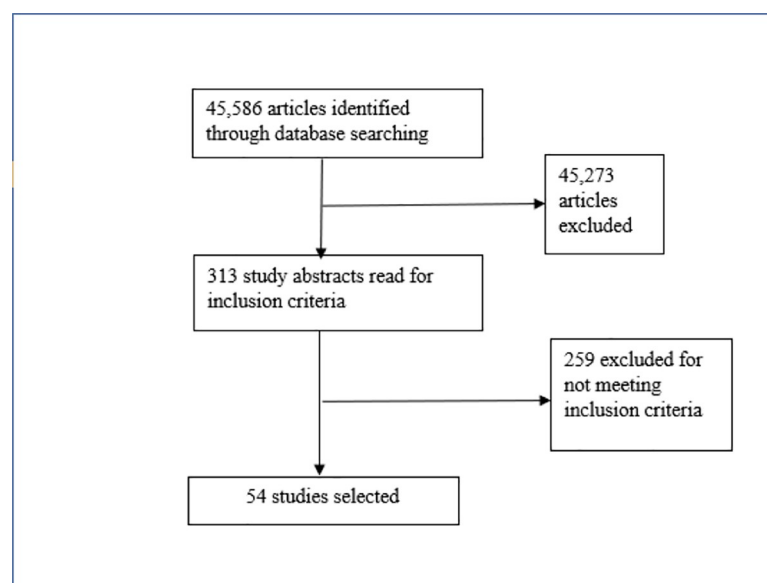 45,586 articles identified
through database searching
45,273
articles
excluded
313 study abstracts read for
inclusion criteria
259 excluded for
not meeting
inclusion criteria
54 studies selected